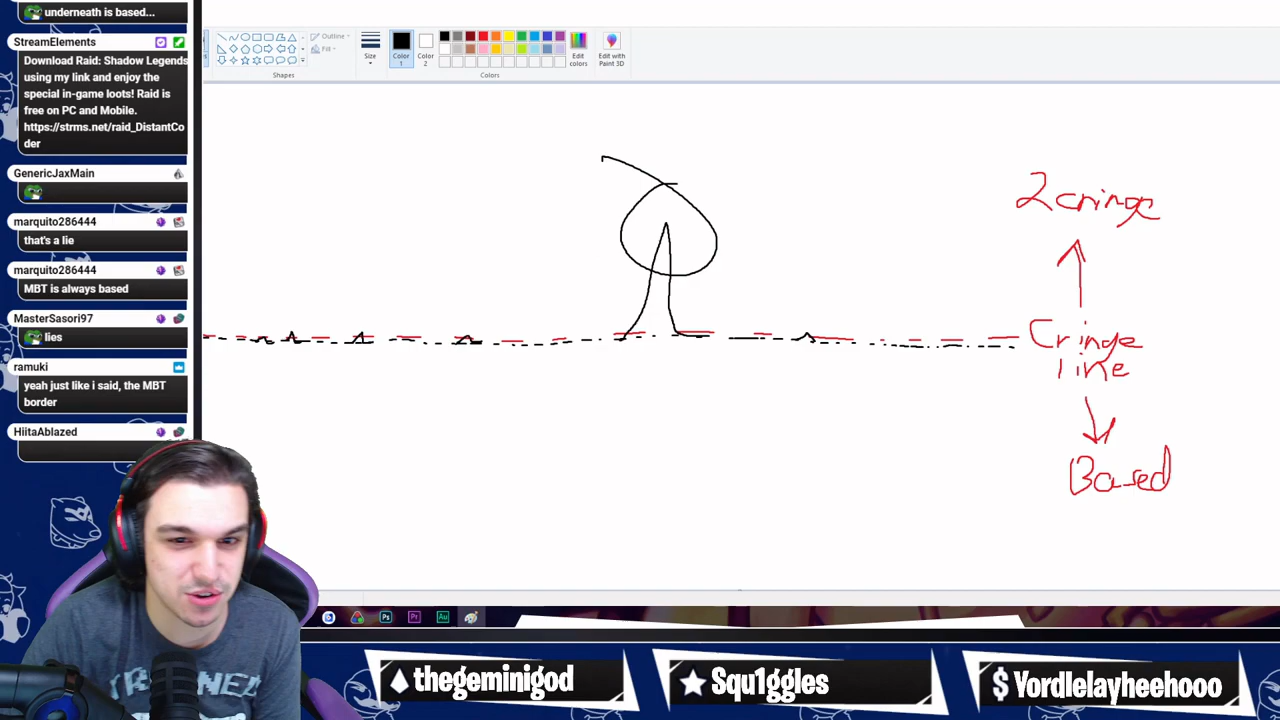 underneath is based...
StreamElements
Download Raid: Shadow Legends
using my link and enjoy the
special in-game loots! Raid is
free on PC and Mobile.
https://strms.net/raid_DistantCo
der
GenericJaxMain
marquito286444
that's a lie
marquito286444
MBT is always based
MasterSasori97
lies
ramuki
yeah just like i said, the MBT
border
HiitaAblazed
Shapes
Outline
Fill
Size
Color
1
Color
2
Edit
colors
Edit with
Paint 3D
Colors
2cringe
Cringe
line
Based
Ps
Pr
Au
thegeminigod
Squ1ggles
$ Yordlelayheehooo